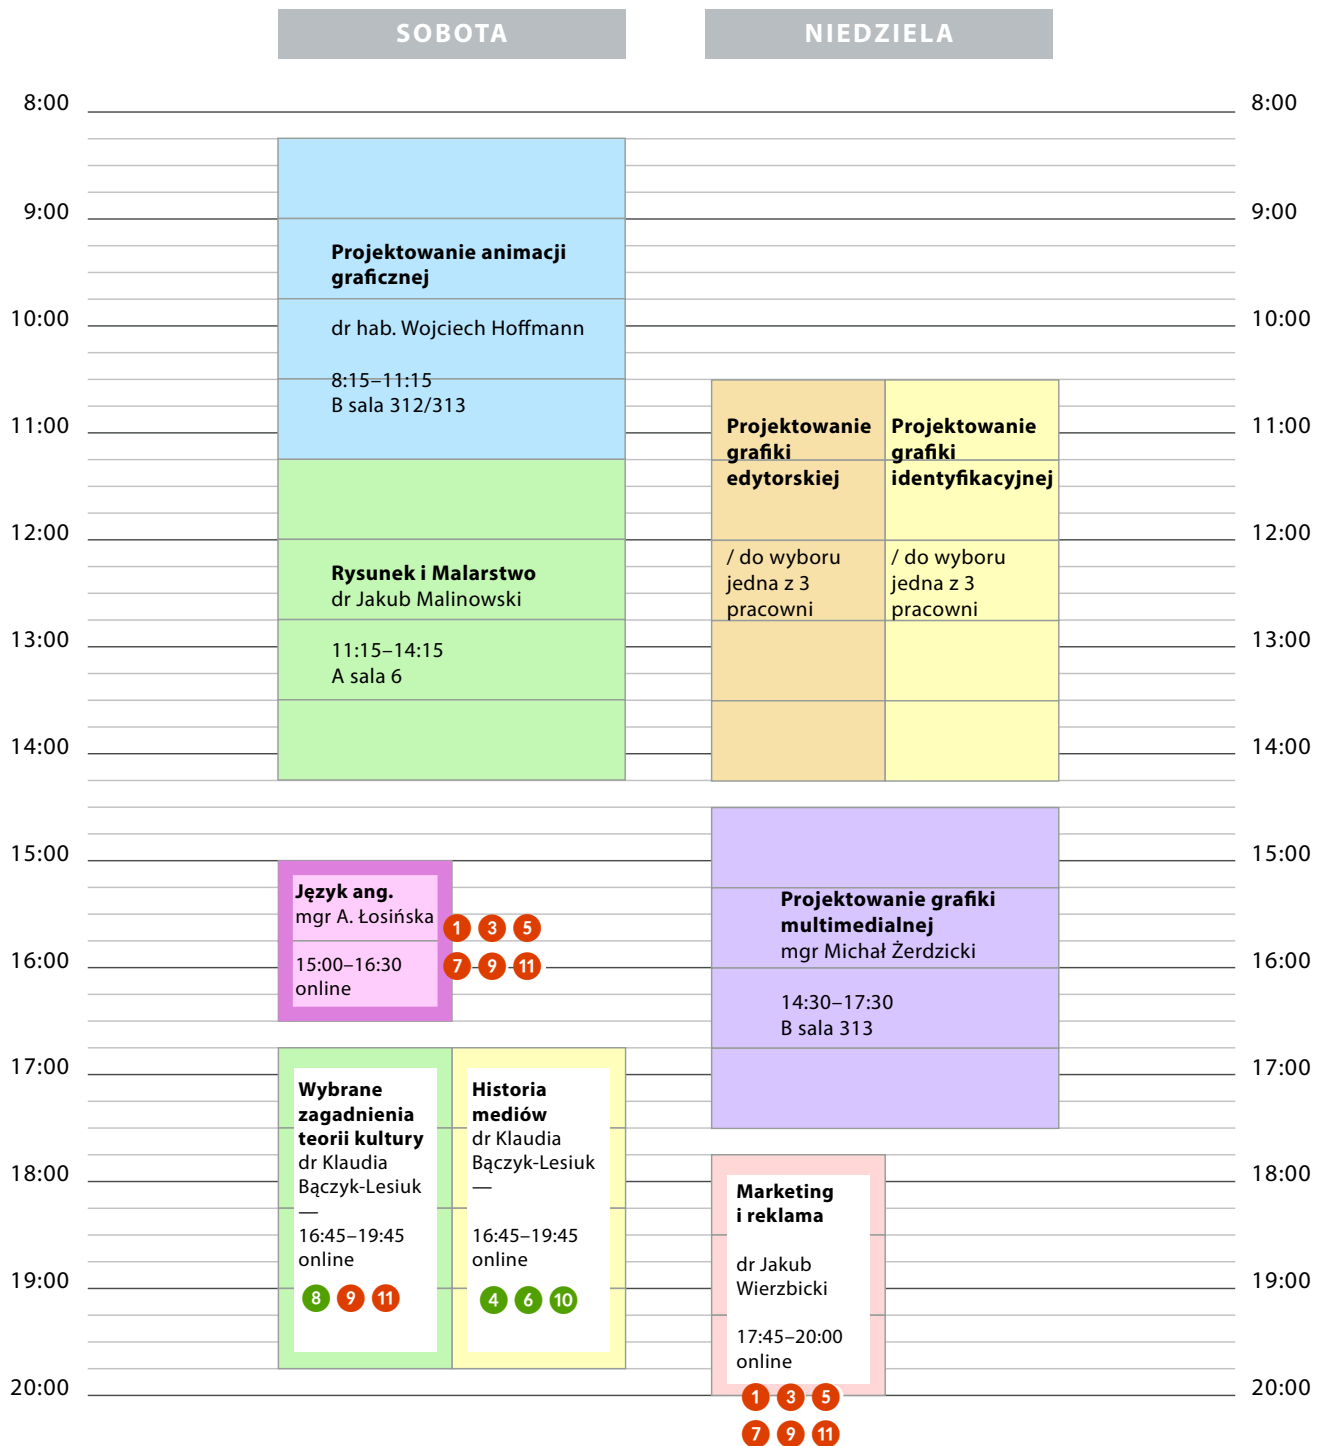 SOBOTA
NIEDZIELA
8:00
8:00
9:00
9:00
10:00
10:00
11:00
11:00
12:00
12:00
13:00
13:00
14:00
14:00
15:00
15:00
16:00
16:00
17:00
17:00
18:00
18:00
19:00
19:00
20:00
20:00
Projektowanie animacji
graficznej
dr hab. Wojciech Hoffmann
8:15–11:15
B sala 312/313
Rysunek i Malarstwo
dr Jakub Malinowski
11:15–14:15
A sala 6
Język ang.
mgr A. Łosińska
15:00–16:30
online
1 3 5
7 9 11
Wybrane
zagadnienia
teorii kultury
dr Klaudia
Bączyk-Lesiuk
—
16:45–19:45
online
8 9 11
Historia
mediów
dr Klaudia
Bączyk-Lesiuk
—
16:45–19:45
online
4 6 10
Projektowanie
grafiki
edytorskiej
/ do wyboru
jedna z 3
pracowni
Projektowanie
grafiki
identyfikacyjnej
/ do wyboru
jedna z 3
pracowni
Projektowanie grafiki
multimedialnej
mgr Michał Żerdzicki
14:30–17:30
B sala 313
Marketing
i reklama
dr Jakub
Wierzbicki
17:45–20:00
online
1 3 5
7 9 11